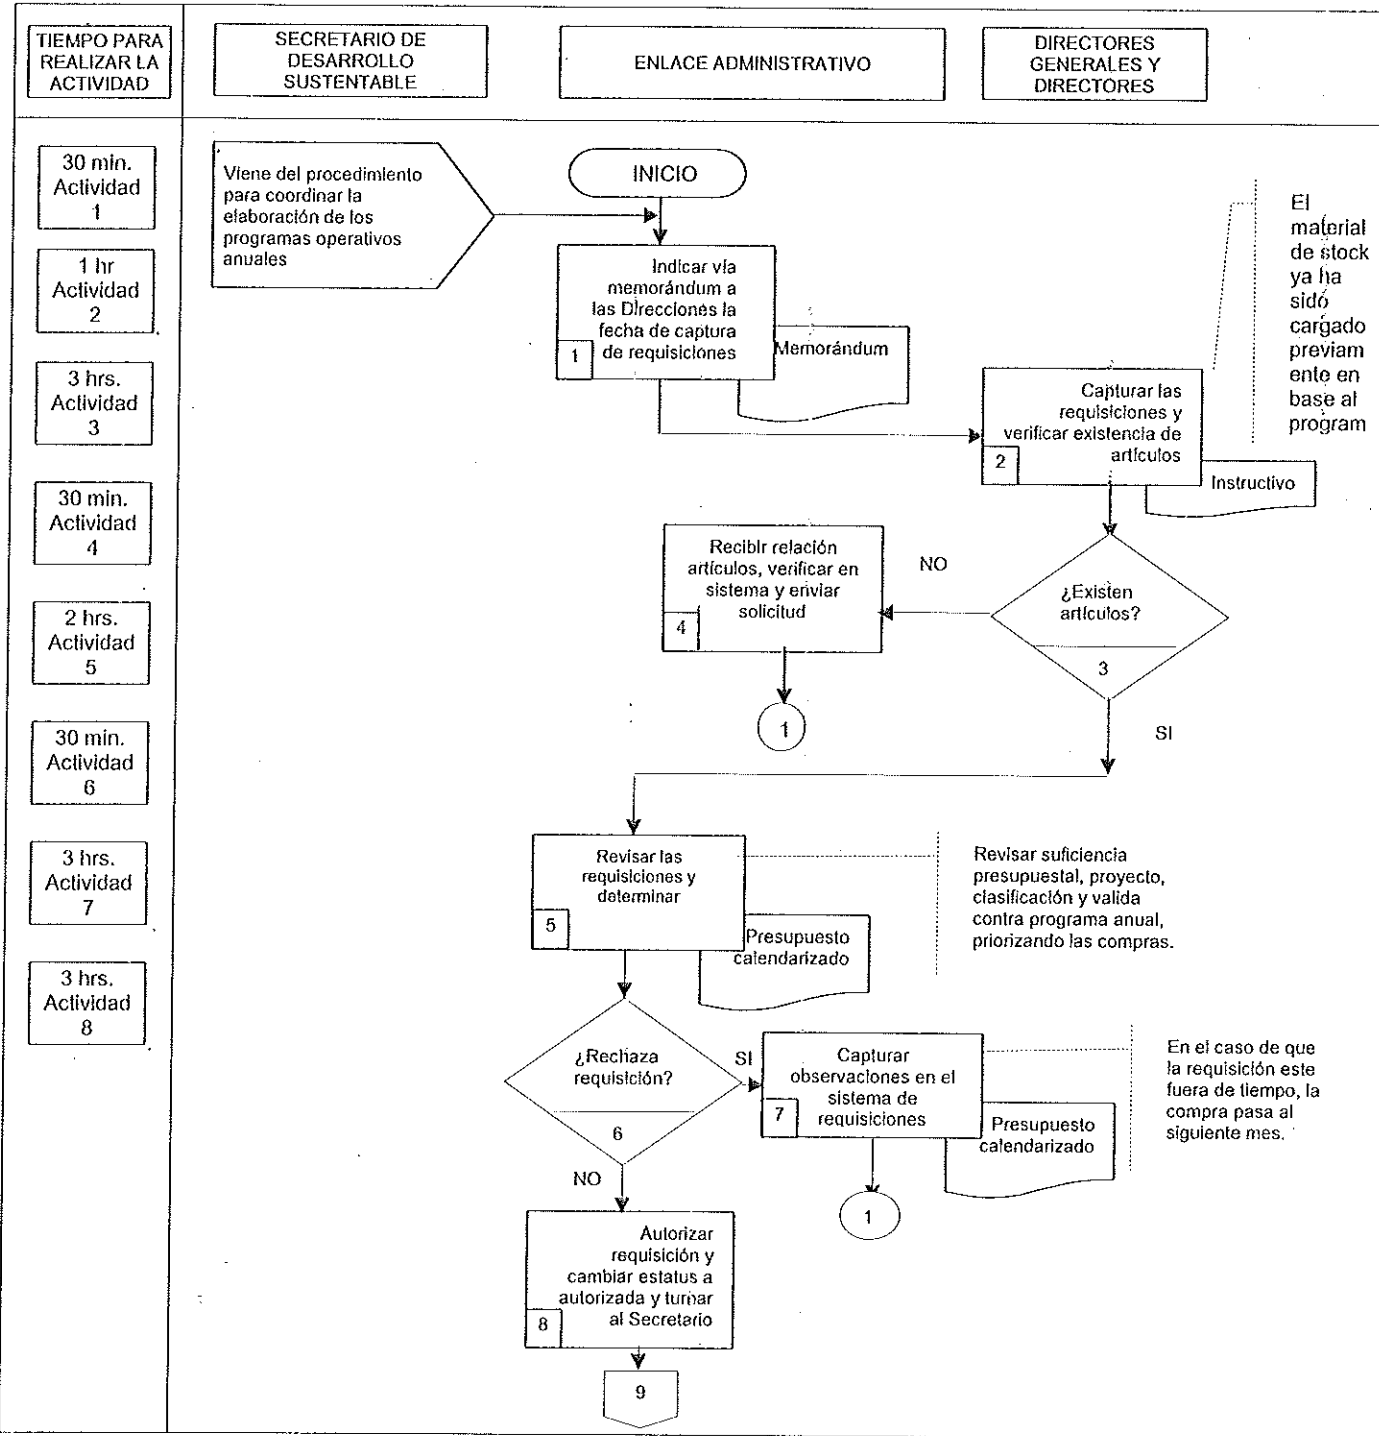 TIEMPO PARA
REALIZAR LA
ACTIVIDAD
SECRETARIO DE
DESARROLLO
SUSTENTABLE
ENLACE ADMINISTRATIVO
DIRECTORES
GENERALES Y
DIRECTORES
30 min.
Actividad
1
1 hr
Actividad
2
3 hrs.
Actividad
3
30 min.
Actividad
4
2 hrs.
Actividad
5
30 min.
Actividad
6
3 hrs.
Actividad
7
3 hrs.
Actividad
8
Viene del procedimiento
para coordinar la
elaboración de los
programas operativos
anuales
INICIO
Indicar vía
memorándum a
las Direcciones la
fecha de captura
de requisiciones
1
Memorándum
El
material
de stock
ya ha
sido
cargado
previam
ente en
base al
program
Capturar las
requisiciones y
verificar existencia de
artículos
2
Instructivo
¿Existen
artículos?
3
NO
SI
Recibir relación
artículos, verificar en
sistema y enviar
solicitud
4
1
Revisar las
requisiciones y
determinar
5
Presupuesto
calendarizado
Revisar suficiencia
presupuestal, proyecto,
clasificación y valida
contra programa anual,
priorizando las compras.
¿Rechaza
requisición?
6
SI
NO
Capturar
observaciones en el
sistema de
requisiciones
7
Presupuesto
calendarizado
En el caso de que
la requisición este
fuera de tiempo, la
compra pasa al
siguiente mes.
1
Autorizar
requisición y
cambiar estatus a
autorizada y turnar
al Secretario
8
9